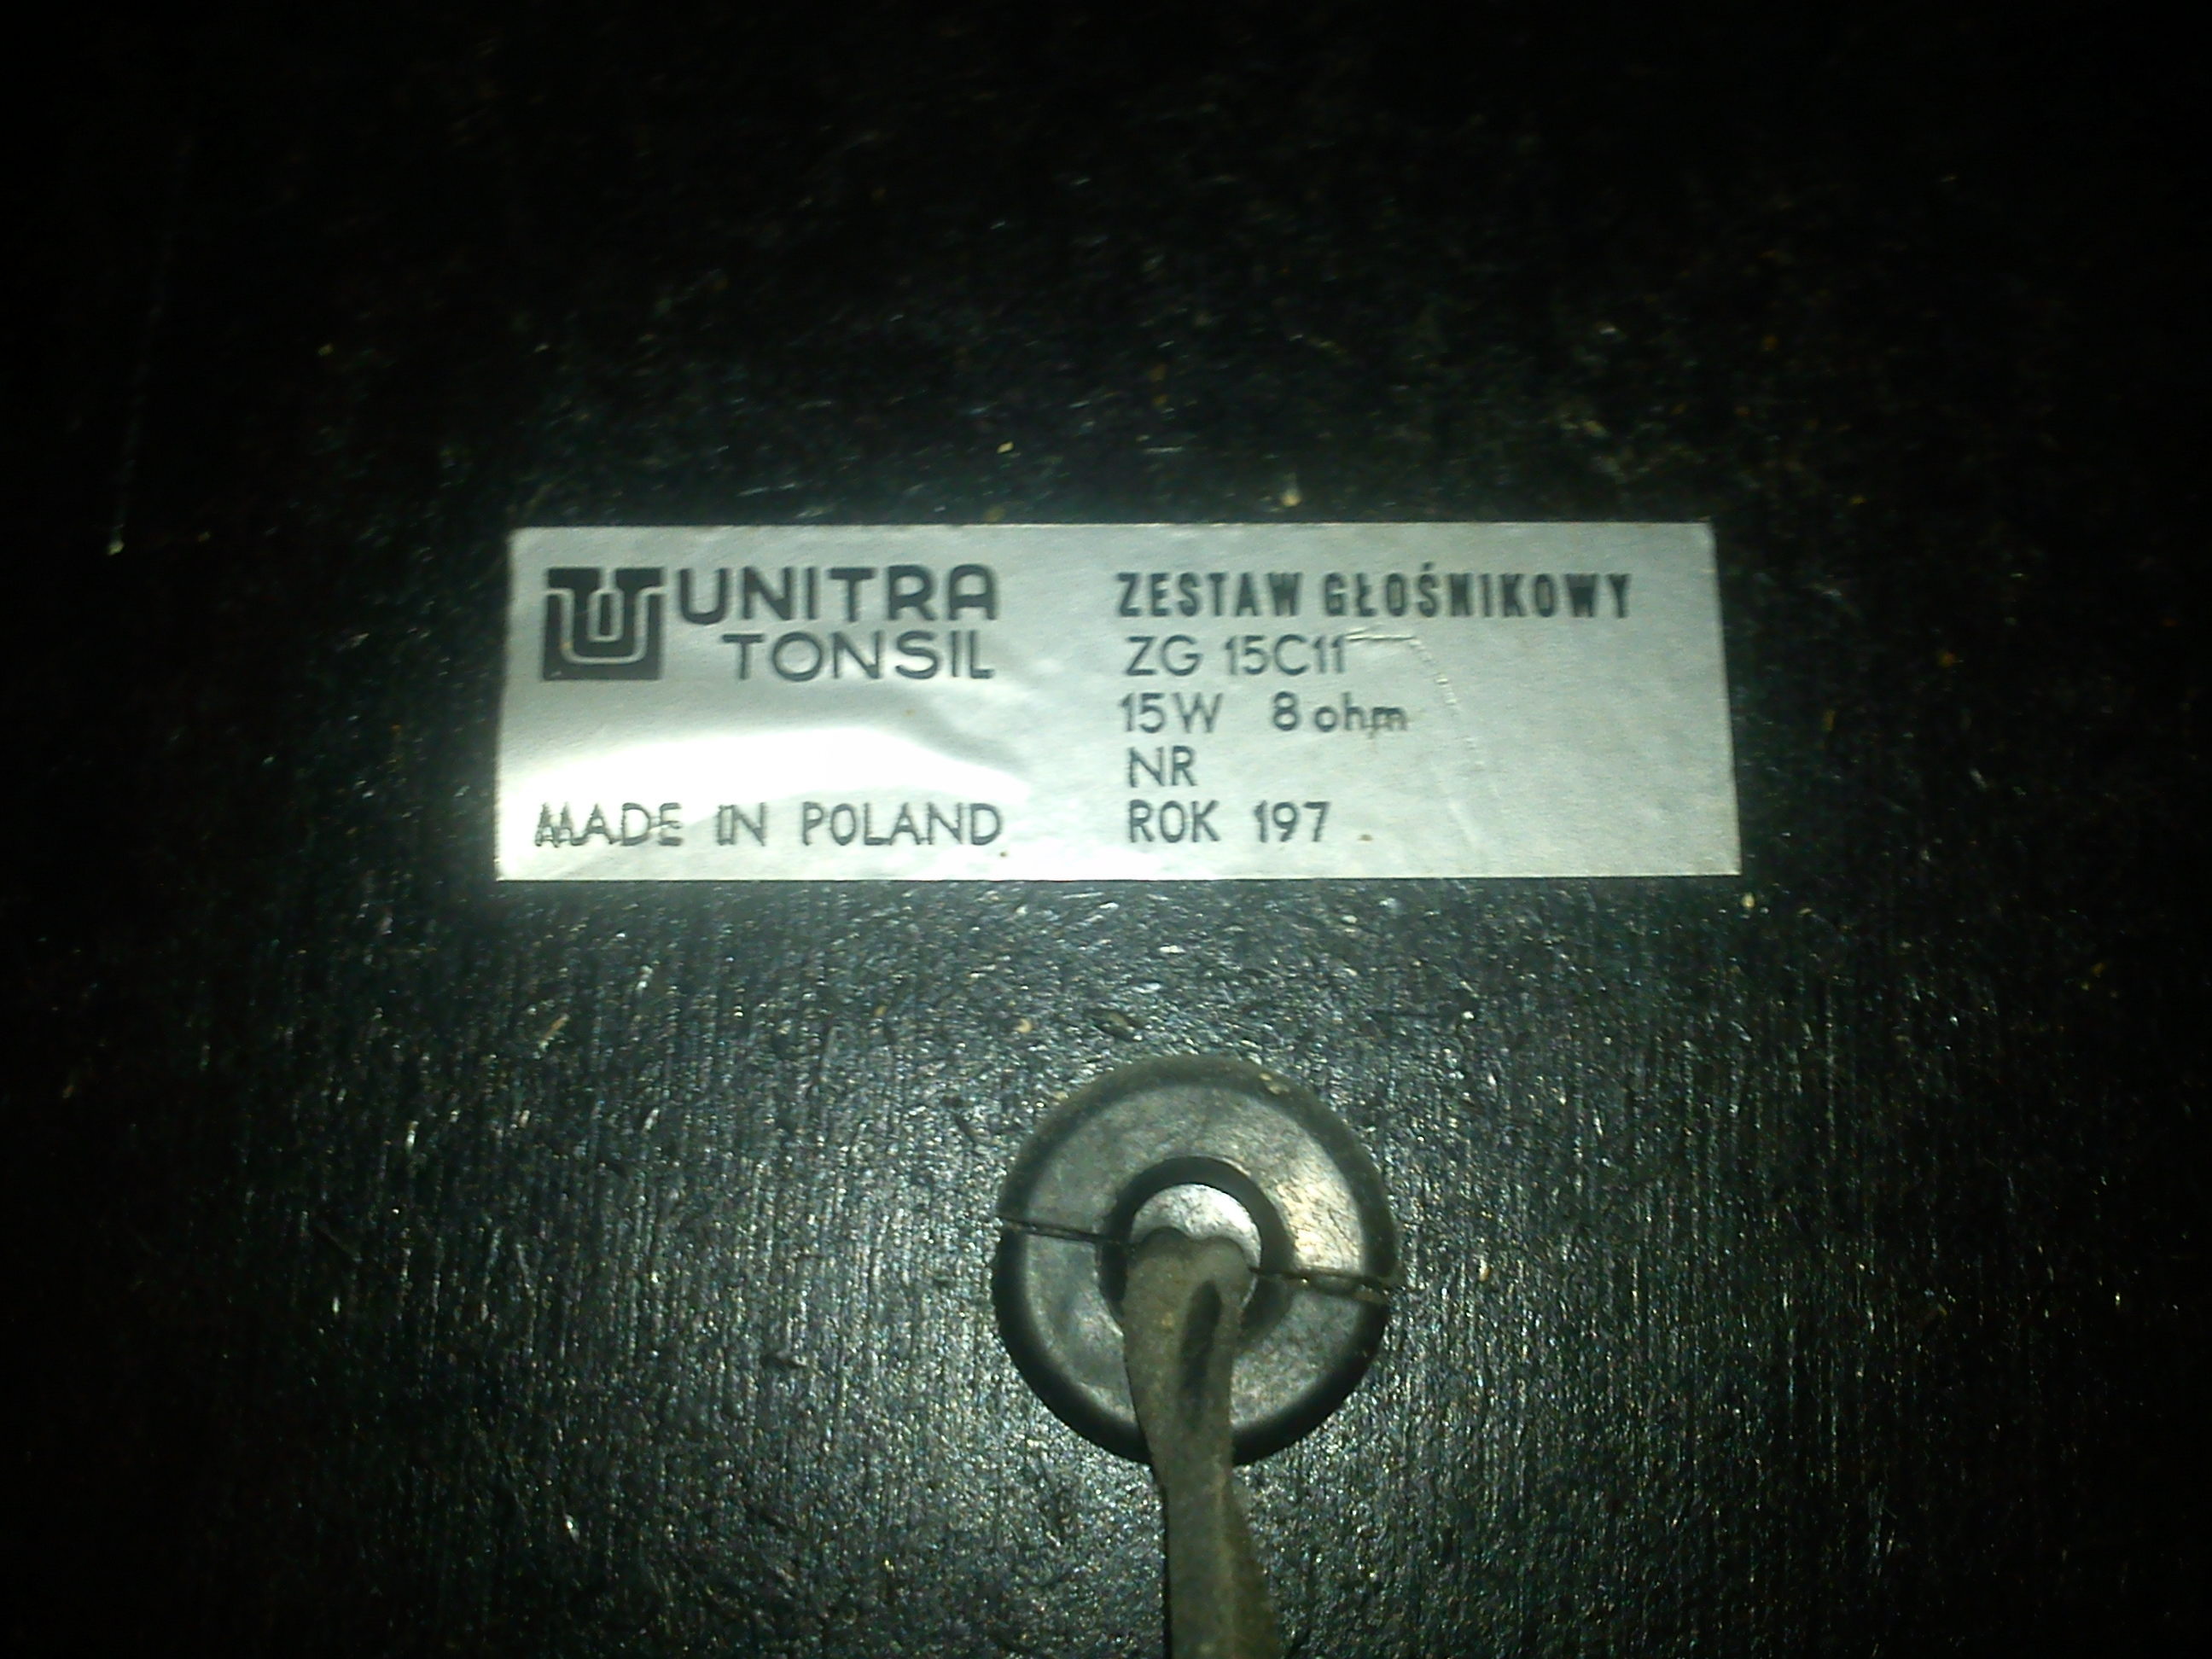 UNITRA
TONSIL
MADE IN POLAND
ZESTAW GŁOŚNIKOWY
ZG 15C11
15W 8 ohm
NR
ROK 197